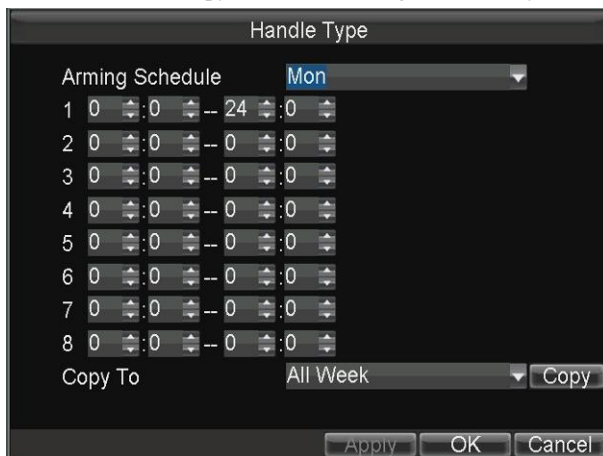 Handle Type
Arming Schedule Mon
1 0 :0 -- 24 :0
2 0 :0 -- 0 :0
3 0 :0 -- 0 :0
4 0 :0 -- 0 :0
5 0 :0 -- 0 :0
6 0 :0 -- 0 :0
7 0 :0 -- 0 :0
8 0 :0 -- 0 :0
Copy To All Week Copy
Apply OK Cancel